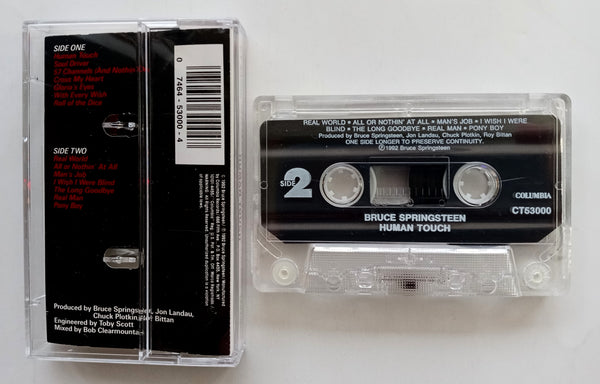 SIDE ONE
Human Touch
Soul Driver
57 Channels (And Nothin' On)
Cross My Heart
Gloria's Eyes
With Every Wish
Roll of the Dice
SIDE TWO
Real World
All or Nothin' At All
Man's Job
I Wish I Were Blind
The Long Goodbye
Real Man
Pony Boy
Produced by Bruce Springsteen, Jon Landau,
Chuck Plotkin, Roy Bittan
Engineered by Toby Scott
Mixed by Bob Clearmountain
0 7464-53000-4
REAL WORLD • ALL OR NOTHIN' AT ALL • MAN'S JOB • I WISH I WERE
BLIND • THE LONG GOODBYE • REAL MAN • PONY BOY
Produced by Bruce Springsteen, Jon Landau, Chuck Plotkin, Roy Bittan
ONE SIDE LONGER TO PRESERVE CONTINUITY.
℗1992 Bruce Springsteen
SIDE 2
COLUMBIA
CT53000
BRUCE SPRINGSTEEN
HUMAN TOUCH